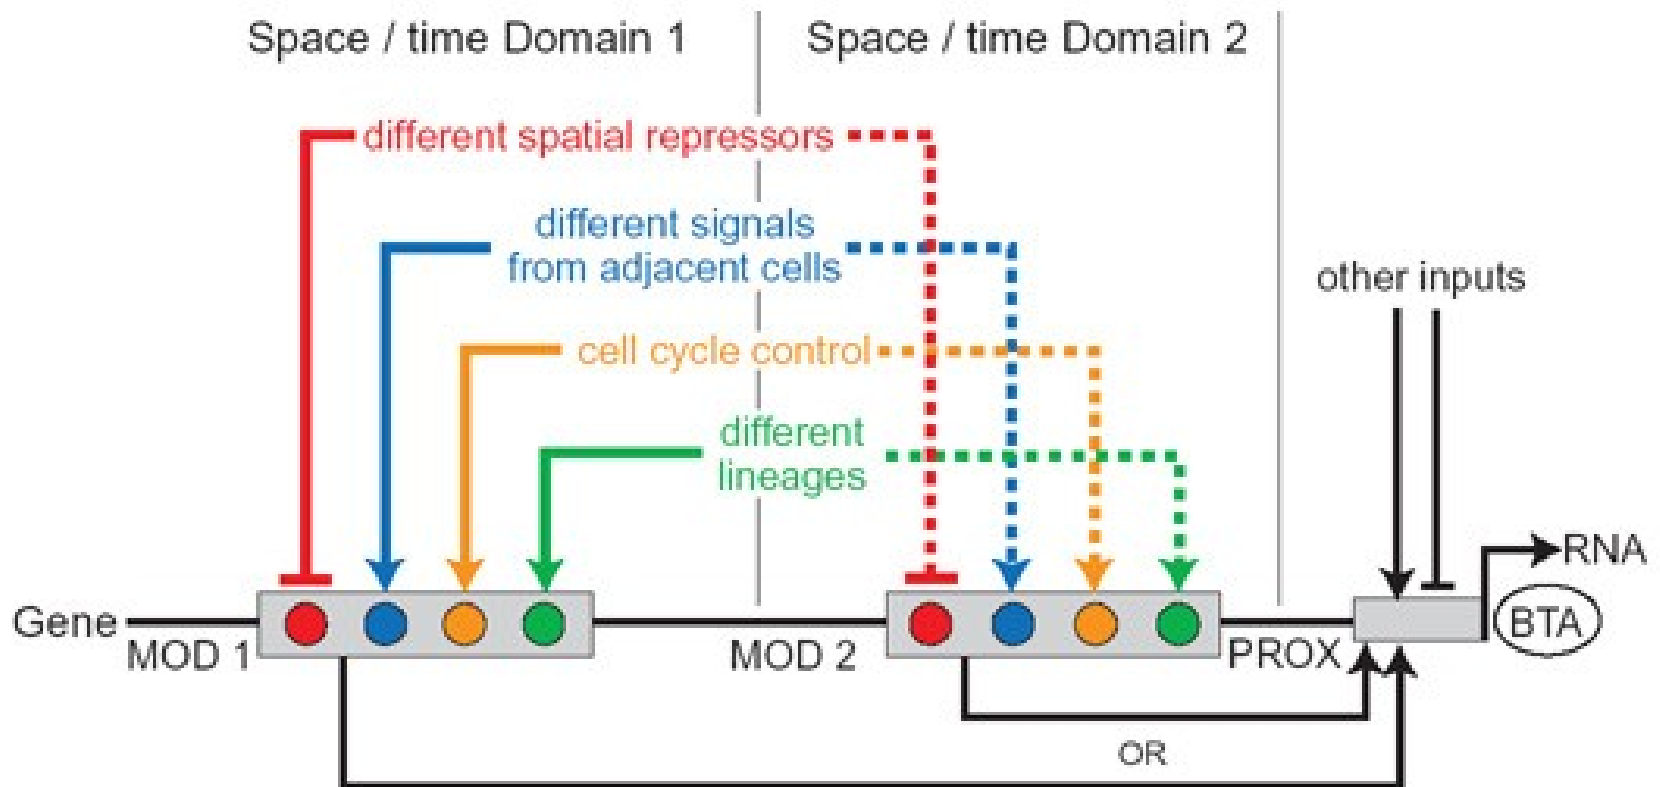 Space / time Domain 1
Space / time Domain 2
different spatial repressors
different signals
from adjacent cells
other inputs
cell cycle control
different
lineages
RNA
Gene
BTA
MOD 1
MOD 2
PROX
OR